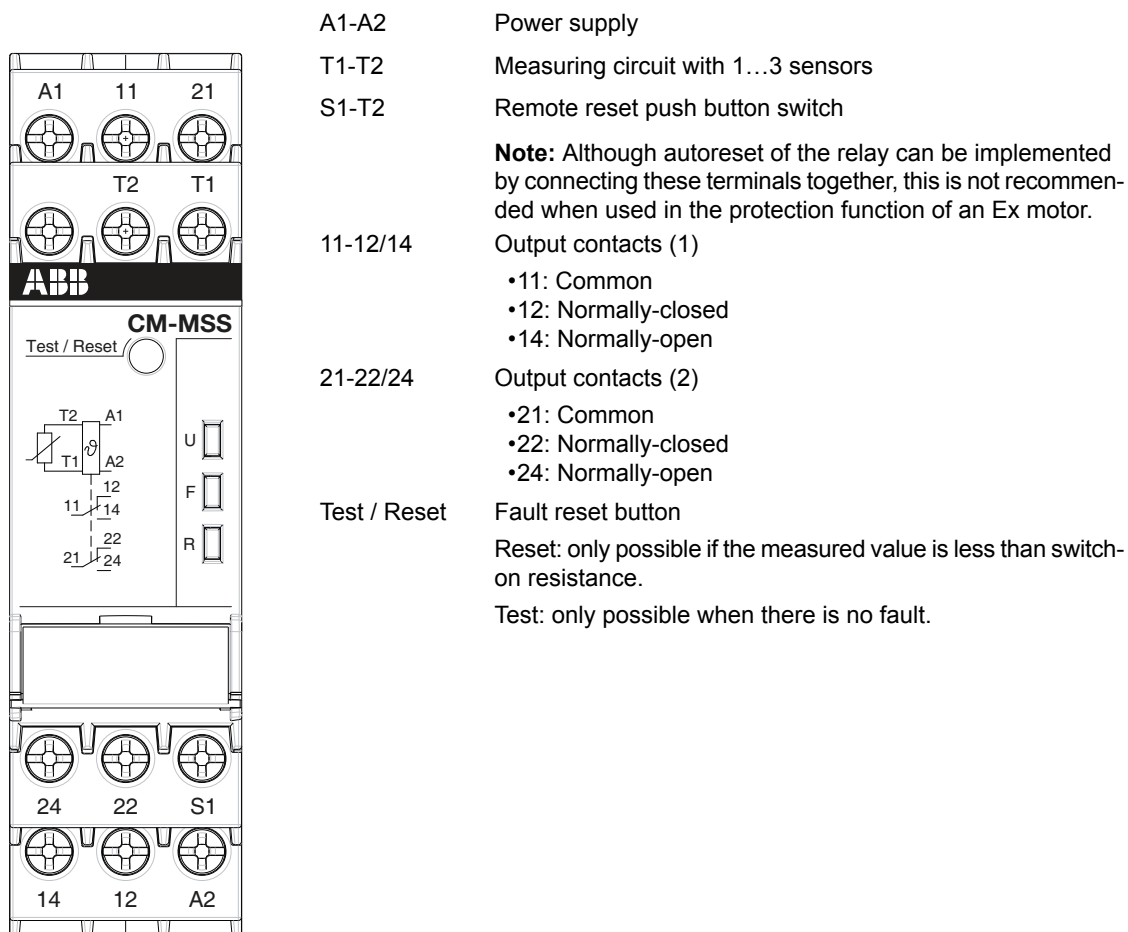 A1 11 21
T2 T1
ABB
CM-MSS
Test / Reset
T2 A1
ϑ
T1 A2
12
11 14
22
21 24
U
F
R
24 22 S1
14 12 A2
A1-A2 Power supply
T1-T2 Measuring circuit with 1…3 sensors
S1-T2 Remote reset push button switch
Note: Although autoreset of the relay can be implemented
by connecting these terminals together, this is not recommen-
ded when used in the protection function of an Ex motor.
11-12/14 Output contacts (1)
•11: Common
•12: Normally-closed
•14: Normally-open
21-22/24 Output contacts (2)
•21: Common
•22: Normally-closed
•24: Normally-open
Test / Reset Fault reset button
Reset: only possible if the measured value is less than switch-
on resistance.
Test: only possible when there is no fault.